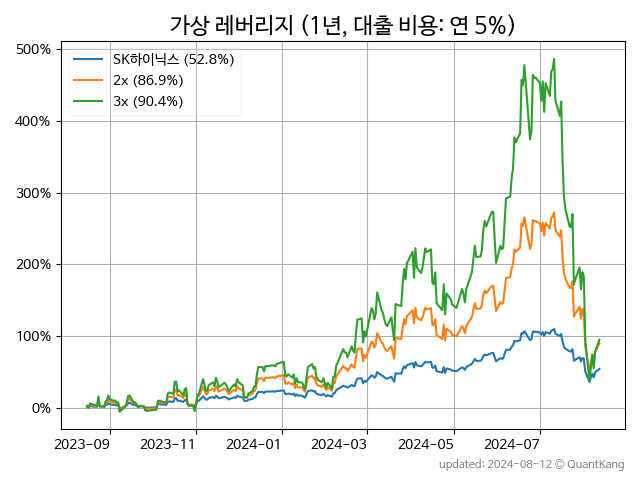 가상 레버리지 (1년, 대출 비용: 연 5%)
SK하이닉스 (52.8%)
2x (86.9%)
3x (90.4%)
500%
400%
300%
200%
100%
0%
2023-09 2023-11 2024-01 2024-03 2024-05 2024-07
updated: 2024-08-12 © QuantKang